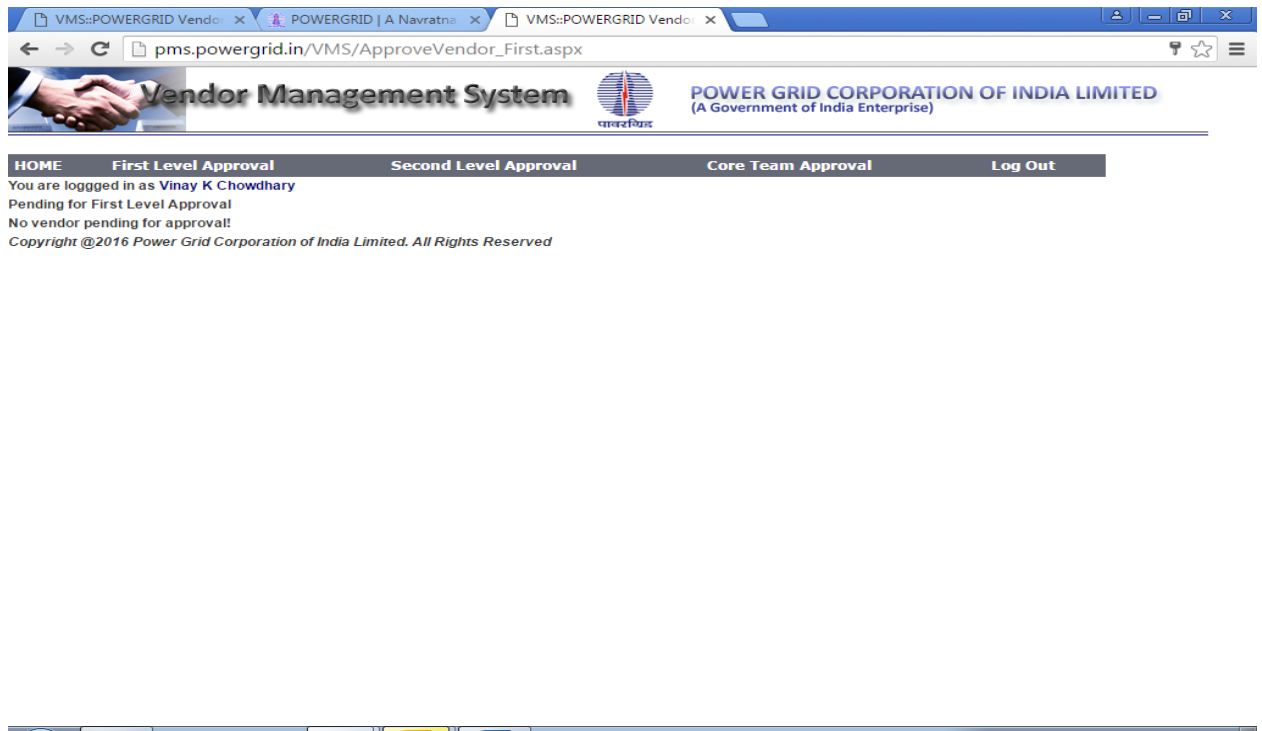 VMS::POWERGRID Vendo
POWERGRID | A Navratna
VMS::POWERGRID Vendo
pms.powergrid.in/VMS/ApproveVendor_First.aspx
Vendor Management System
पावरग्रिड
POWER GRID CORPORATION OF INDIA LIMITED
(A Government of India Enterprise)
HOME First Level Approval Second Level Approval Core Team Approval Log Out
You are loggged in as Vinay K Chowdhary
Pending for First Level Approval
No vendor pending for approval!
Copyright @2016 Power Grid Corporation of India Limited. All Rights Reserved